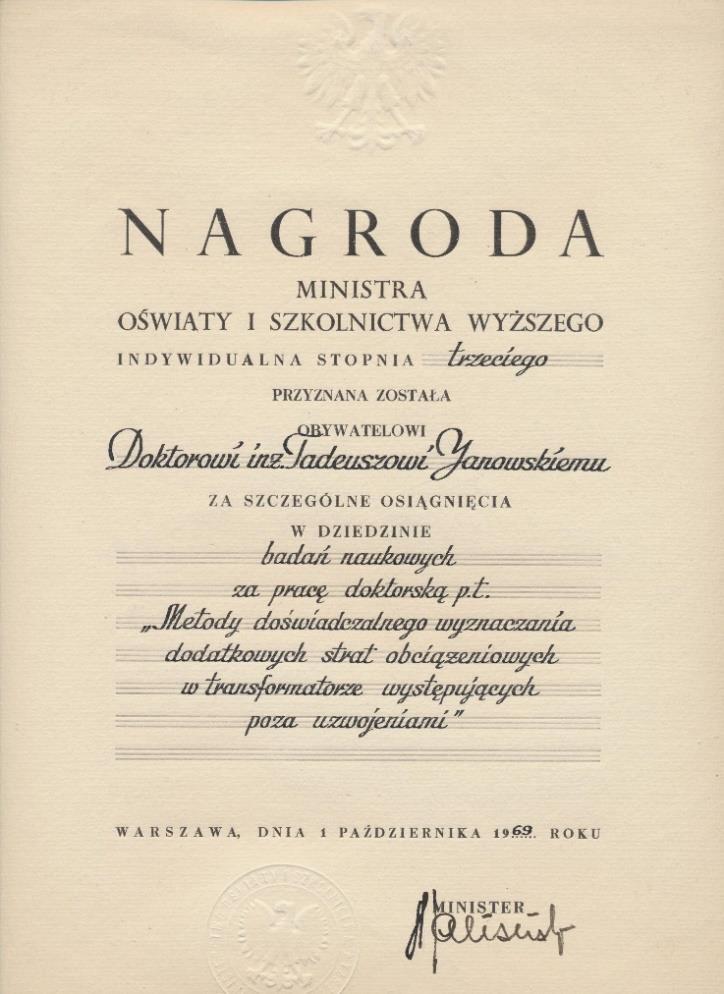 NAGRODA
MINISTRA
OŚWIATY I SZKOLNICTWA WYŻSZEGO
INDYWIDUALNA STOPNIA trzeciego
PRZYZNANA ZOSTAŁA
OBYWATELOWI
Doktorowi inż. Tadeuszowi Janowskiemu
ZA SZCZEGÓLNE OSIĄGNIĘCIA
W DZIEDZINIE
badań naukowych
za pracę doktorską p.t.
„Metody doświadczalnego wyznaczania
dodatkowych strat obciążeniowych
w transformatorze występujących
poza uzwojeniami"
WARSZAWA, DNIA 1 PAŹDZIERNIKA 1969 ROKU
MINISTER